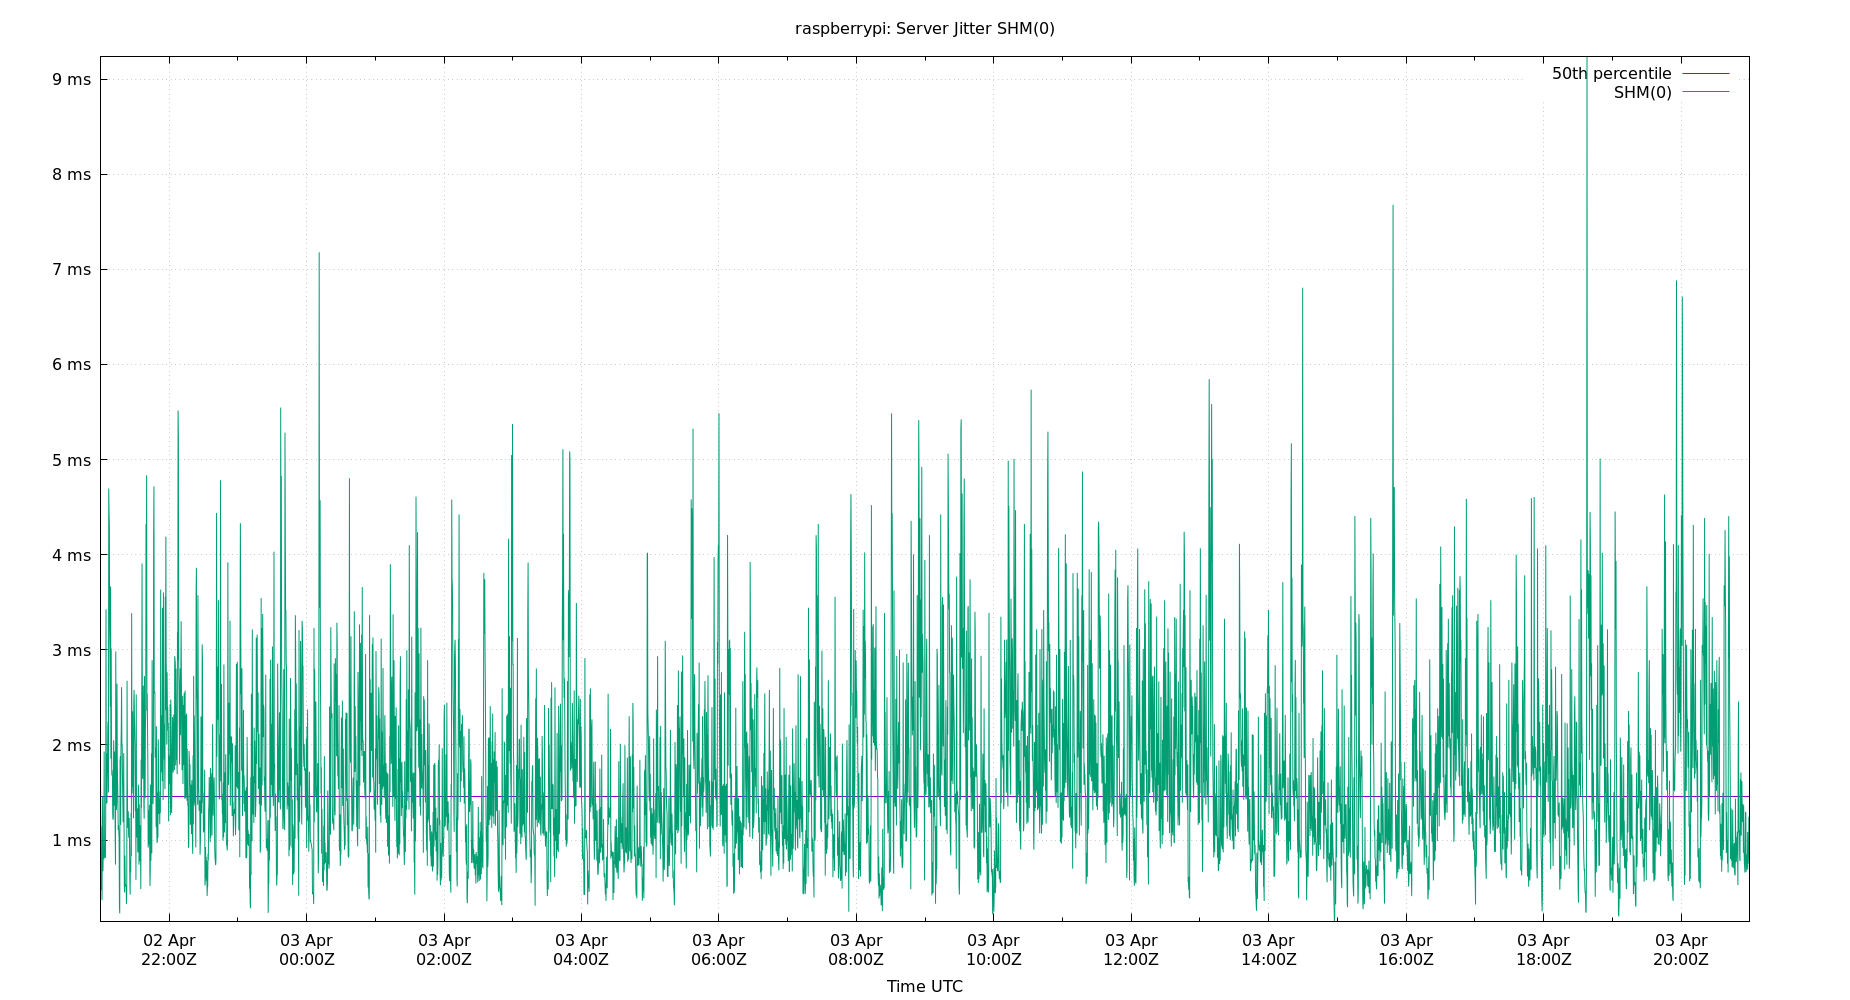 raspberrypi: Server Jitter SHM(0)
50th percentile
SHM(0)
9 ms
8 ms
7 ms
6 ms
5 ms
4 ms
3 ms
2 ms
1 ms
02 Apr 03 Apr 03 Apr 03 Apr 03 Apr 03 Apr 03 Apr 03 Apr 03 Apr 03 Apr 03 Apr 03 Apr
22:00Z 00:00Z 02:00Z 04:00Z 06:00Z 08:00Z 10:00Z 12:00Z 14:00Z 16:00Z 18:00Z 20:00Z
Time UTC